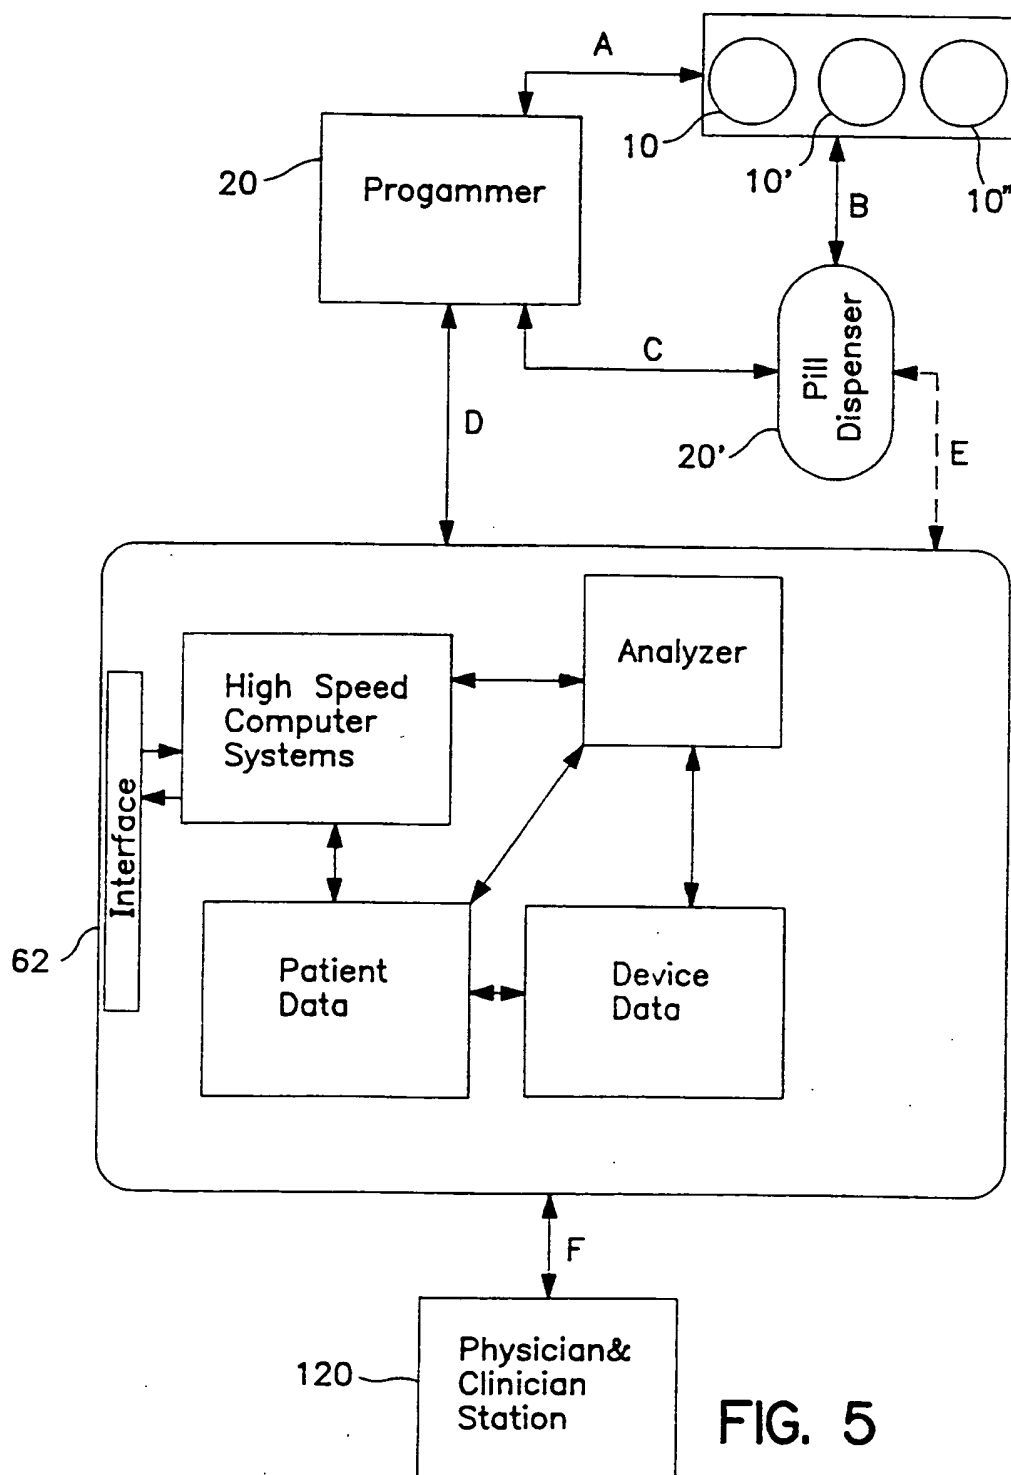 A
10
10'
10"
20
Progammer
B
Pill
Dispenser
C
D
20'
E
Analyzer
High Speed
Computer
Systems
Interface
62
Patient
Data
Device
Data
F
120
Physician&
Clinician
Station
FIG. 5